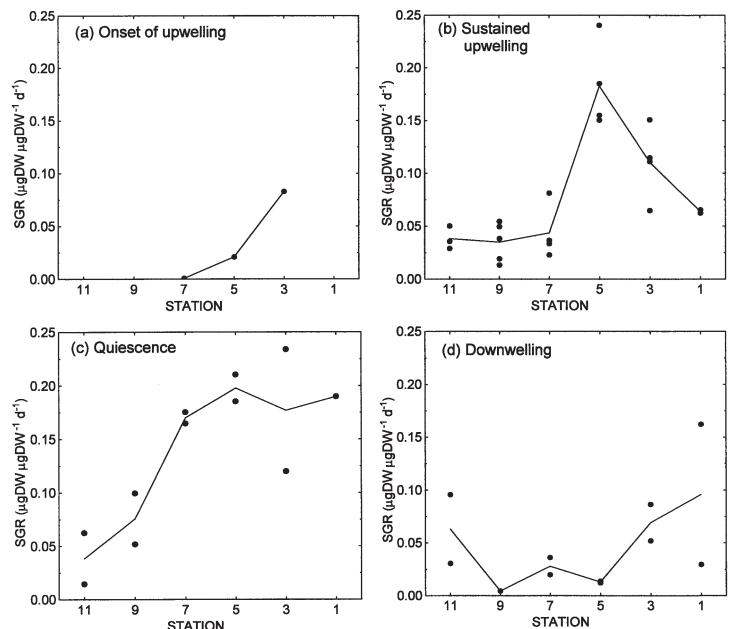 (a) Onset of upwelling
0.25
0.20
0.15
0.10
0.05
0.00
SGR (µgDW µgDW⁻¹ d⁻¹)
11 9 7 5 3 1
STATION
(b) Sustained
upwelling
0.25
0.20
0.15
0.10
0.05
0.00
SGR (µgDW µgDW⁻¹ d⁻¹)
11 9 7 5 3 1
STATION
(c) Quiescence
0.25
0.20
0.15
0.10
0.05
0.00
SGR (µgDW µgDW⁻¹ d⁻¹)
11 9 7 5 3 1
STATION
(d) Downwelling
0.25
0.20
0.15
0.10
0.05
0.00
SGR (µgDW µgDW⁻¹ d⁻¹)
11 9 7 5 3 1
STATION